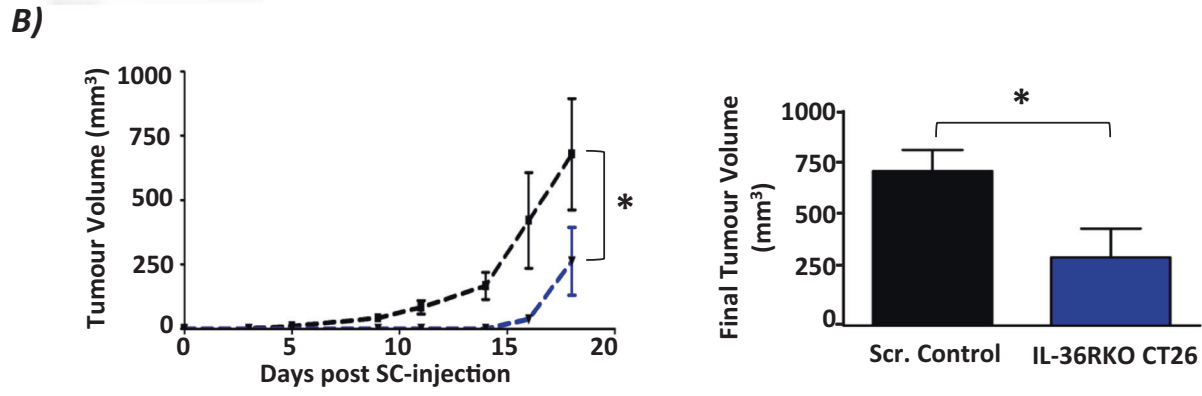 B)
Tumour Volume (mm³)
1000
750
500
250
0
0 5 10 15 20
Days post SC-injection
*
Final Tumour Volume
(mm³)
1000
750
500
250
0
*
Scr. Control IL-36RKO CT26